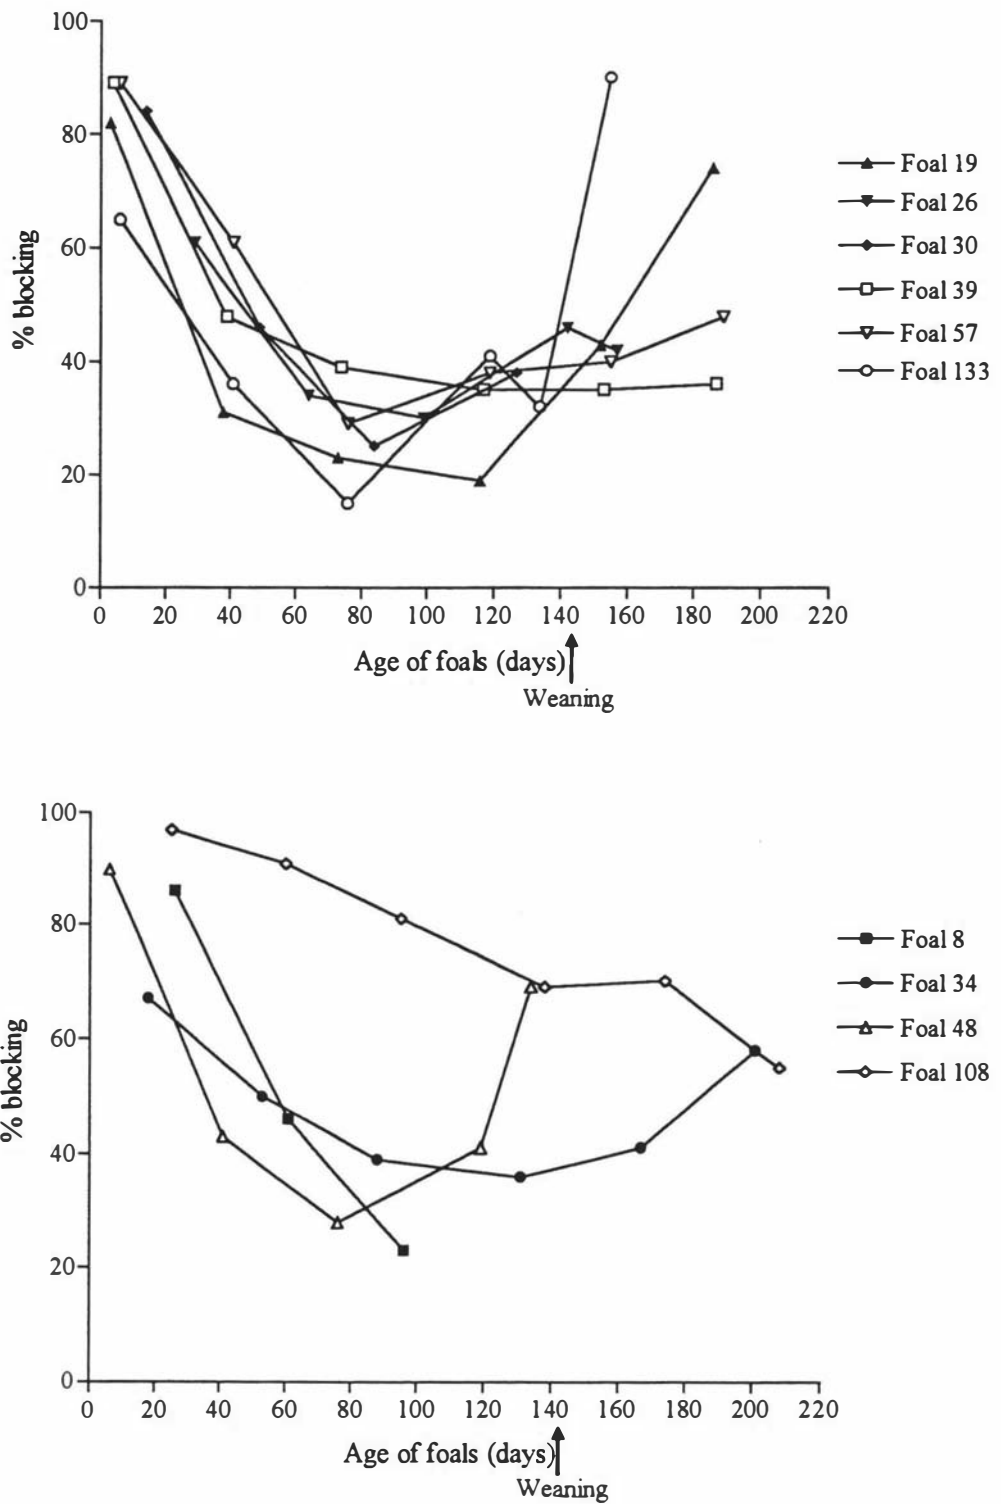 100
80
60
40
20
0
% blocking
0 20 40 60 80 100 120 140 160 180 200 220
Age of foals (days)
Weaning
Foal 19
Foal 26
Foal 30
Foal 39
Foal 57
Foal 133
100
80
60
40
20
0
% blocking
0 20 40 60 80 100 120 140 160 180 200 220
Age of foals (days)
Weaning
Foal 8
Foal 34
Foal 48
Foal 108